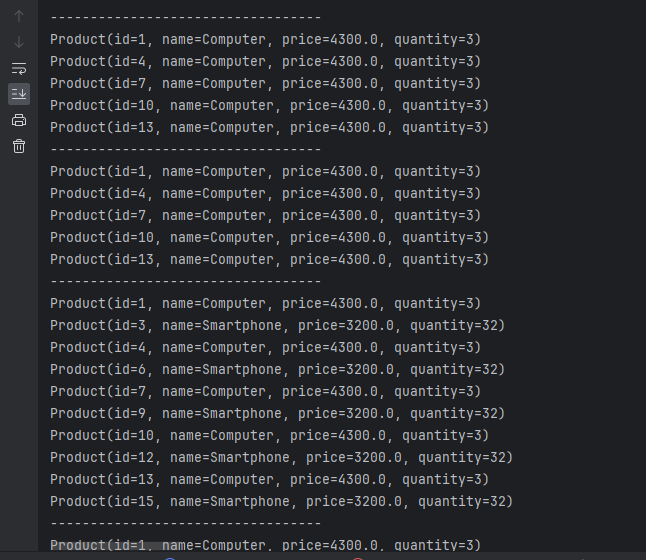 ----------------------------------
Product(id=1, name=Computer, price=4300.0, quantity=3)
Product(id=4, name=Computer, price=4300.0, quantity=3)
Product(id=7, name=Computer, price=4300.0, quantity=3)
Product(id=10, name=Computer, price=4300.0, quantity=3)
Product(id=13, name=Computer, price=4300.0, quantity=3)
----------------------------------
Product(id=1, name=Computer, price=4300.0, quantity=3)
Product(id=4, name=Computer, price=4300.0, quantity=3)
Product(id=7, name=Computer, price=4300.0, quantity=3)
Product(id=10, name=Computer, price=4300.0, quantity=3)
Product(id=13, name=Computer, price=4300.0, quantity=3)
----------------------------------
Product(id=1, name=Computer, price=4300.0, quantity=3)
Product(id=3, name=Smartphone, price=3200.0, quantity=32)
Product(id=4, name=Computer, price=4300.0, quantity=3)
Product(id=6, name=Smartphone, price=3200.0, quantity=32)
Product(id=7, name=Computer, price=4300.0, quantity=3)
Product(id=9, name=Smartphone, price=3200.0, quantity=32)
Product(id=10, name=Computer, price=4300.0, quantity=3)
Product(id=12, name=Smartphone, price=3200.0, quantity=32)
Product(id=13, name=Computer, price=4300.0, quantity=3)
Product(id=15, name=Smartphone, price=3200.0, quantity=32)
----------------------------------
Product(id=1, name=Computer, price=4300.0, quantity=3)